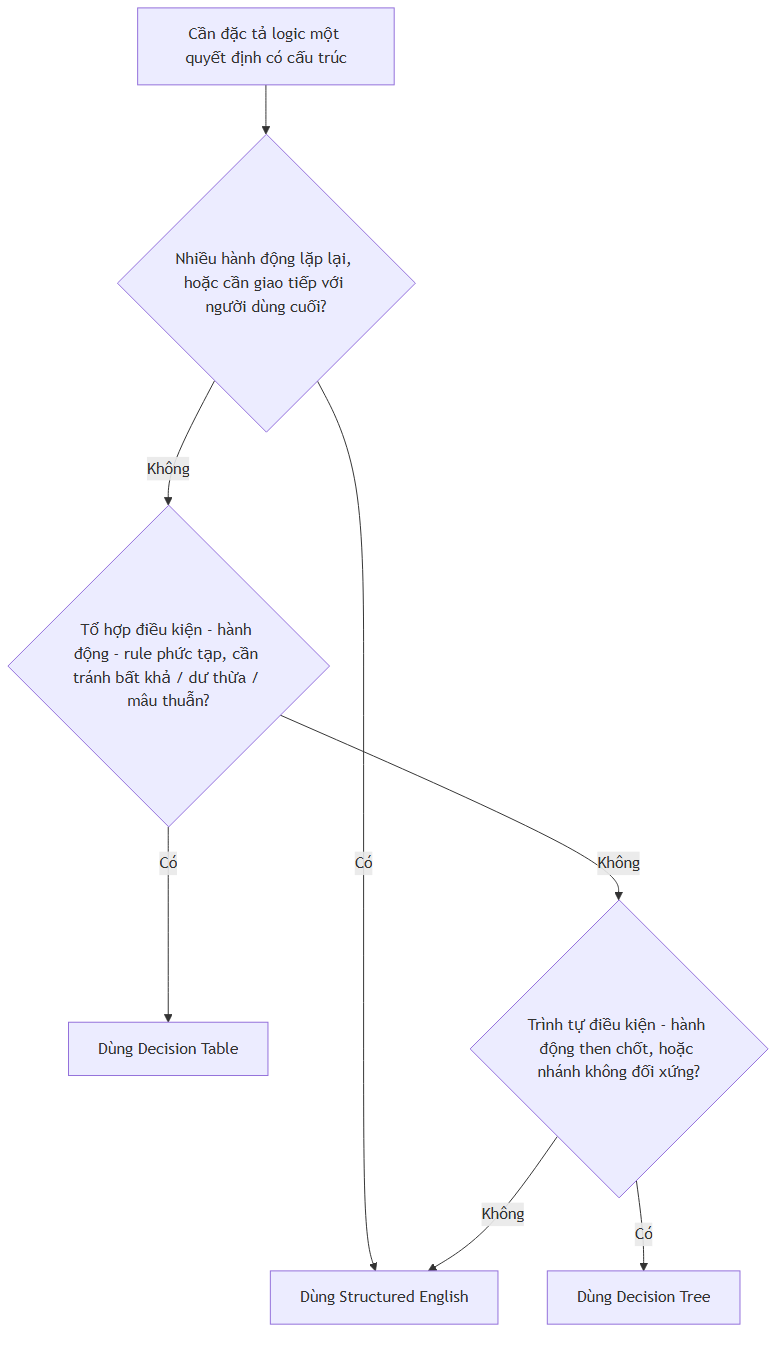 Cần đặc tả logic một
quyết định có cấu trúc
Nhiều hành động lặp lại,
hoặc cần giao tiếp với
người dùng cuối?
Không
Tổ hợp điều kiện - hành
động - rule phức tạp, cần
tránh bất khả / dư thừa /
mâu thuẫn?
Có
Có
Không
Dùng Decision Table
Trình tự điều kiện - hành
động then chốt, hoặc
nhánh không đối xứng?
Không
Có
Dùng Structured English
Dùng Decision Tree